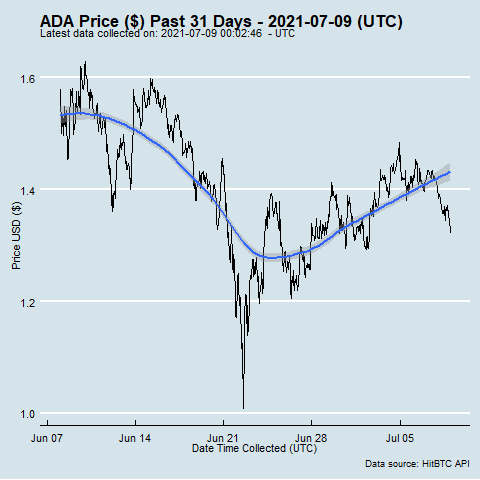 ADA Price ($) Past 31 Days - 2021-07-09 (UTC)
Latest data collected on: 2021-07-09 00:02:46 - UTC
1.6
1.4
1.2
1.0
Price USD ($)
Jun 07 Jun 14 Jun 21 Jun 28 Jul 05
Date Time Collected (UTC)
Data source: HitBTC API